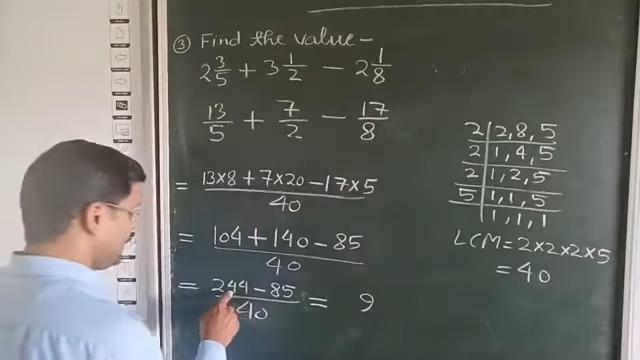 ③ Find the value -
2 3/5 + 3 1/2 - 2 1/8
13/5 + 7/2 - 17/8
= (13×8 + 7×20 - 17×5)/40
= (104 + 140 - 85)/40
= (244 - 85)/40 = 9
2 | 2, 8, 5
2 | 1, 4, 5
2 | 1, 2, 5
5 | 1, 1, 5
| 1, 1, 1
LCM = 2×2×2×5
= 40